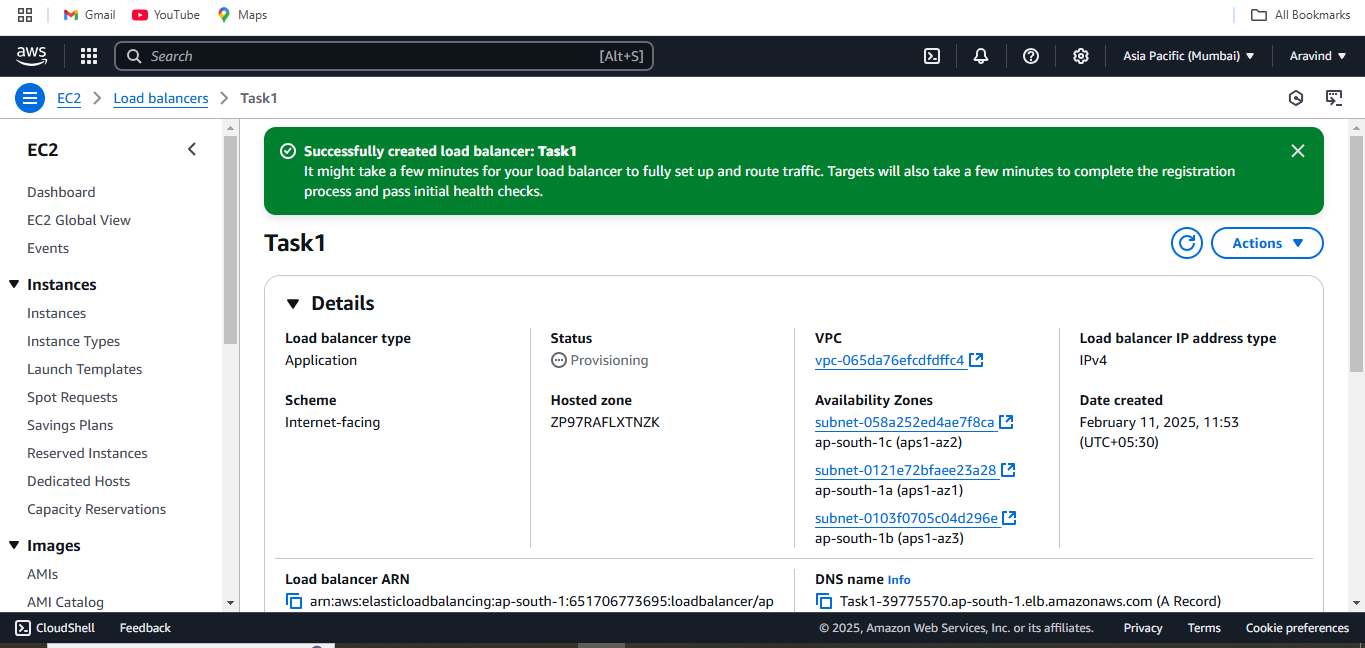 Gmail
YouTube
Maps
All Bookmarks
aws
Search
[Alt+S]
Asia Pacific (Mumbai)
Aravind
EC2
Load balancers
Task1
EC2
Dashboard
EC2 Global View
Events
Instances
Instances
Instance Types
Launch Templates
Spot Requests
Savings Plans
Reserved Instances
Dedicated Hosts
Capacity Reservations
Images
AMIs
AMI Catalog
Successfully created load balancer: Task1
It might take a few minutes for your load balancer to fully set up and route traffic. Targets will also take a few minutes to complete the registration
process and pass initial health checks.
Task1
Actions
Details
Load balancer type
Application
Status
Provisioning
VPC
vpc-065da76efcdfdffc4
Load balancer IP address type
IPv4
Scheme
Internet-facing
Hosted zone
ZP97RAFLXTNZK
Availability Zones
subnet-058a252ed4ae7f8ca
ap-south-1c (aps1-az2)
subnet-0121e72bfaee23a28
ap-south-1a (aps1-az1)
subnet-0103f0705c04d296e
ap-south-1b (aps1-az3)
Date created
February 11, 2025, 11:53
(UTC+05:30)
Load balancer ARN
arn:aws:elasticloadbalancing:ap-south-1:651706773695:loadbalancer/ap
DNS name Info
Task1-39775570.ap-south-1.elb.amazonaws.com (A Record)
CloudShell
Feedback
© 2025, Amazon Web Services, Inc. or its affiliates.
Privacy
Terms
Cookie preferences